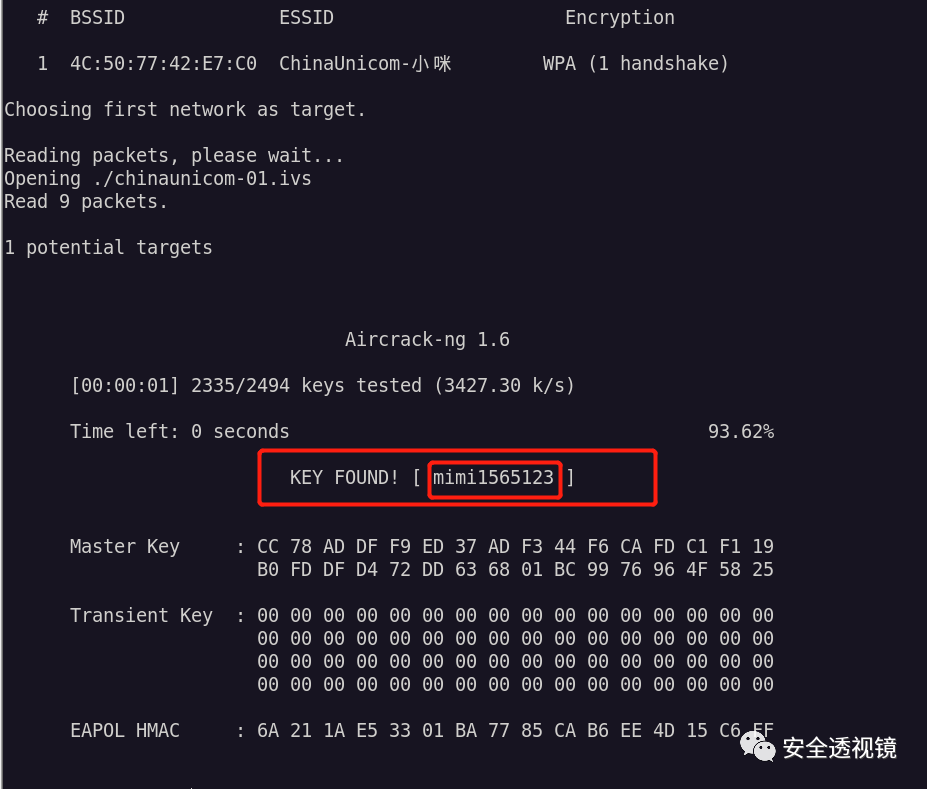 # BSSID ESSID Encryption
1 4C:50:77:42:E7:C0 ChinaUnicom-小咪 WPA (1 handshake)
Choosing first network as target.
Reading packets, please wait...
Opening ./chinaunicom-01.ivs
Read 9 packets.
1 potential targets
Aircrack-ng 1.6
[00:00:01] 2335/2494 keys tested (3427.30 k/s)
Time left: 0 seconds 93.62%
KEY FOUND! [ mimi1565123 ]
Master Key : CC 78 AD DF F9 ED 37 AD F3 44 F6 CA FD C1 F1 19
B0 FD DF D4 72 DD 63 68 01 BC 99 76 96 4F 58 25
Transient Key : 00 00 00 00 00 00 00 00 00 00 00 00 00 00 00 00
00 00 00 00 00 00 00 00 00 00 00 00 00 00 00 00
00 00 00 00 00 00 00 00 00 00 00 00 00 00 00 00
00 00 00 00 00 00 00 00 00 00 00 00 00 00 00 00
EAPOL HMAC : 6A 21 1A E5 33 01 BA 77 85 CA B6 EE 4D 15 C6 FF
安全透视镜